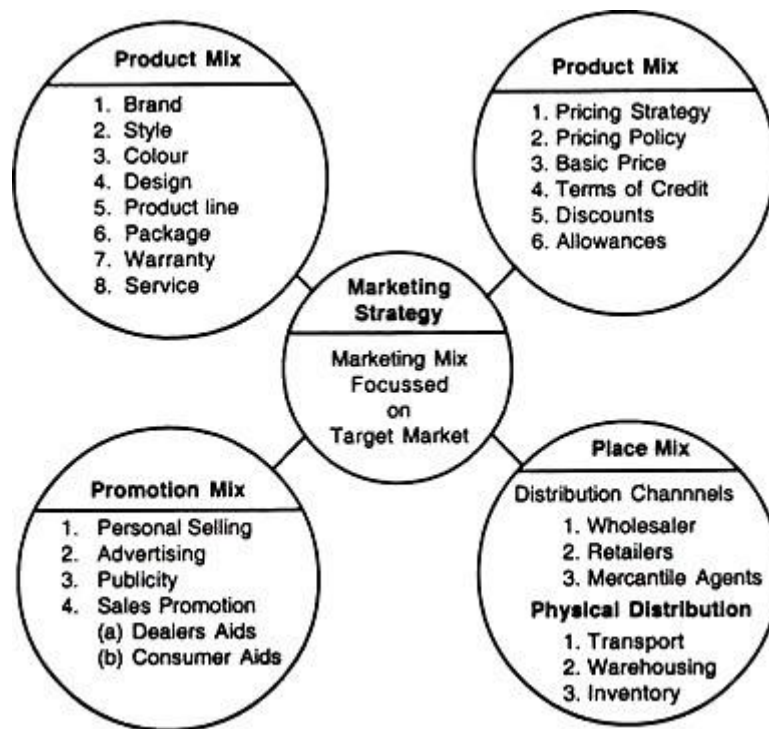 Product Mix
1. Brand
2. Style
3. Colour
4. Design
5. Product line
6. Package
7. Warranty
8. Service
Product Mix
1. Pricing Strategy
2. Pricing Policy
3. Basic Price
4. Terms of Credit
5. Discounts
6. Allowances
Marketing
Strategy
Marketing Mix
Focussed
on
Target Market
Promotion Mix
1. Personal Selling
2. Advertising
3. Publicity
4. Sales Promotion
(a) Dealers Aids
(b) Consumer Aids
Place Mix
Distribution Channnels
1. Wholesaler
2. Retailers
3. Mercantile Agents
Physical Distribution
1. Transport
2. Warehousing
3. Inventory